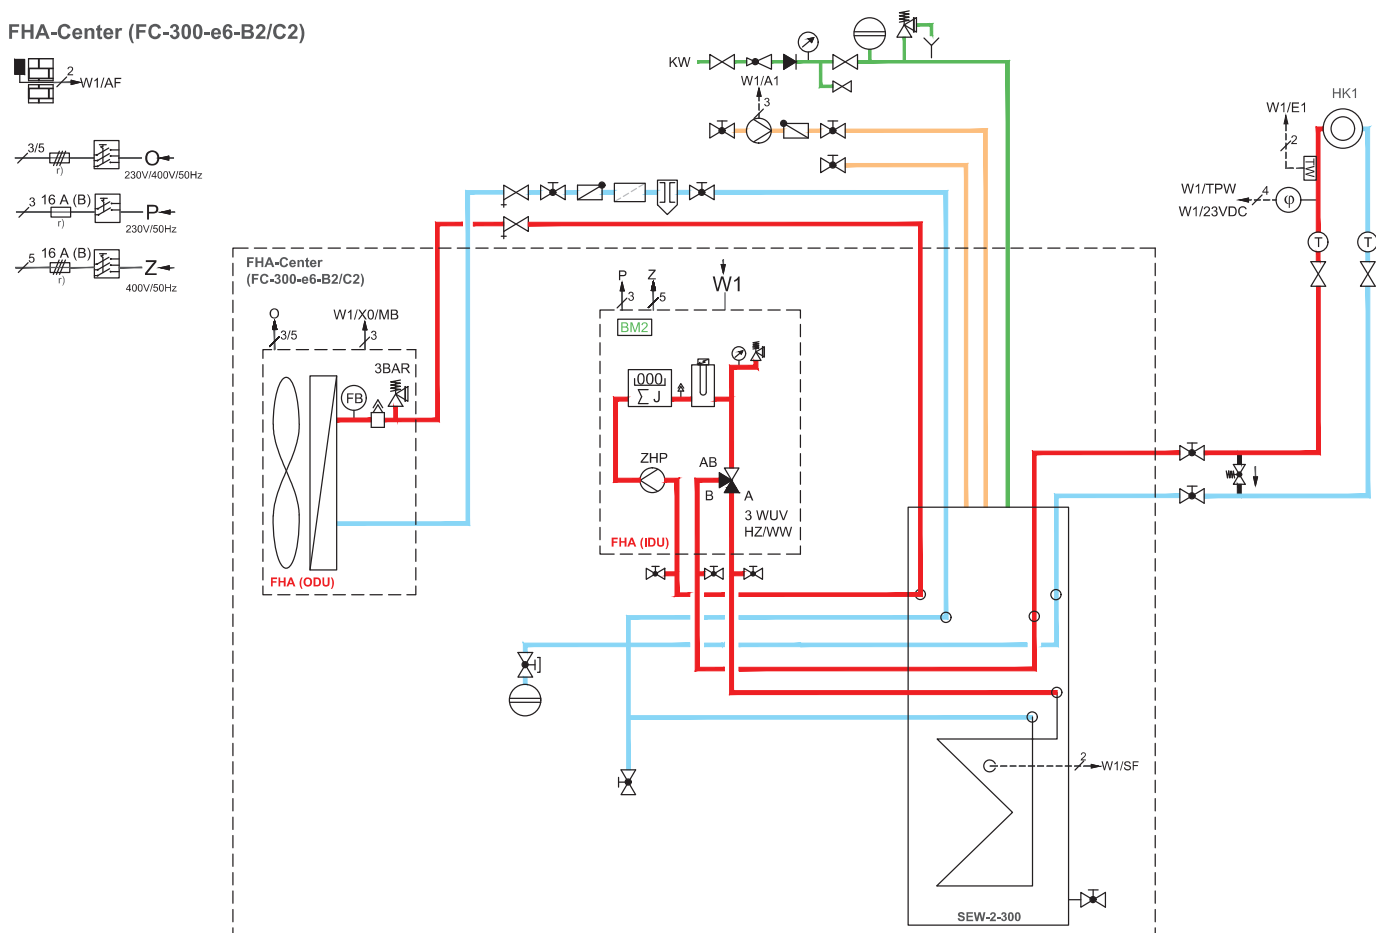 FHA-Center (FC-300-e6-B2/C2)
2
W1/AF
3/5
r)
O
230V/400V/50Hz
3
16 A (B)
r)
P
230V/50Hz
5
16 A (B)
r)
Z
400V/50Hz
KW
W1/A1
3
HK1
W1/E1
2
TW
W1/TPW
4
φ
W1/23VDC
T
T
FHA-Center
(FC-300-e6-B2/C2)
O
3/5
W1/X0/MB
3
3BAR
FB
FHA (ODU)
P
3
Z
5
W1
BM2
000
Σ J
ZHP
AB
B
A
3 WUV
HZ/WW
FHA (IDU)
2
W1/SF
SEW-2-300